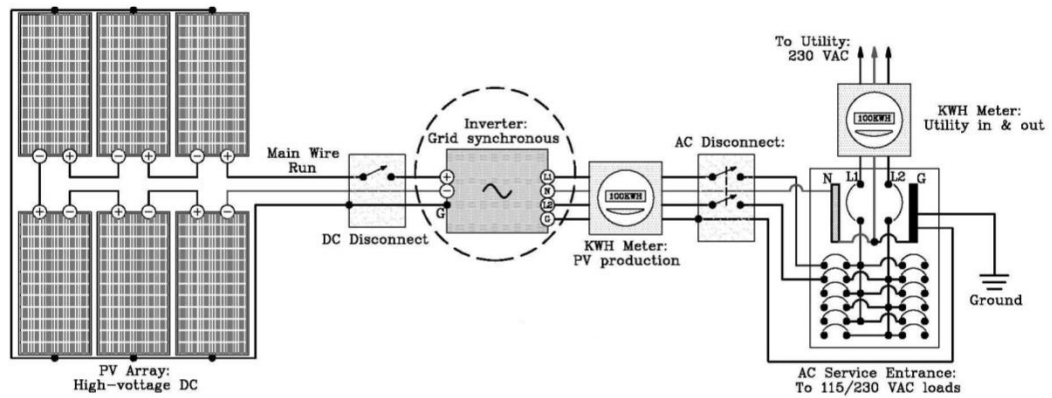 To Utility:
230 VAC
100KWH
KWH Meter:
Utility in & out
Inverter:
Grid synchronous
AC Disconnect:
Main Wire
Run
N L1 L2 G
− + − + − +
+ − + − + −
+
−
G
L1
N
L2
G
100KWH
DC Disconnect
KWH Meter:
PV production
Ground
PV Array:
High-vottage DC
AC Service Entrance:
To 115/230 VAC loads